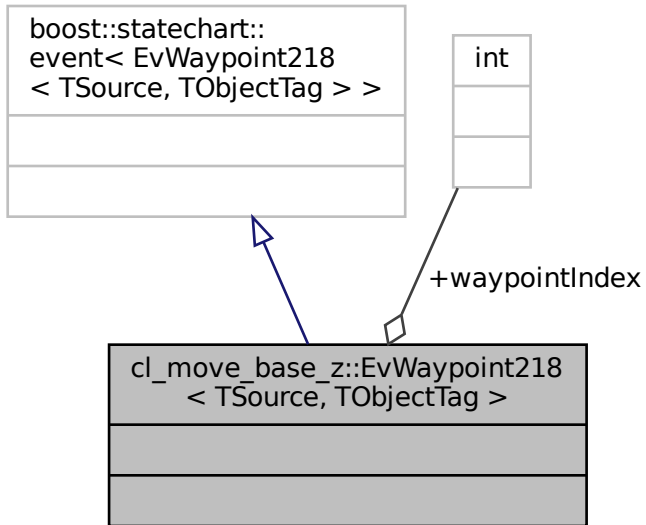 boost::statechart::
event< EvWaypoint218
< TSource, TObjectTag > >
int
+waypointIndex
cl_move_base_z::EvWaypoint218
< TSource, TObjectTag >